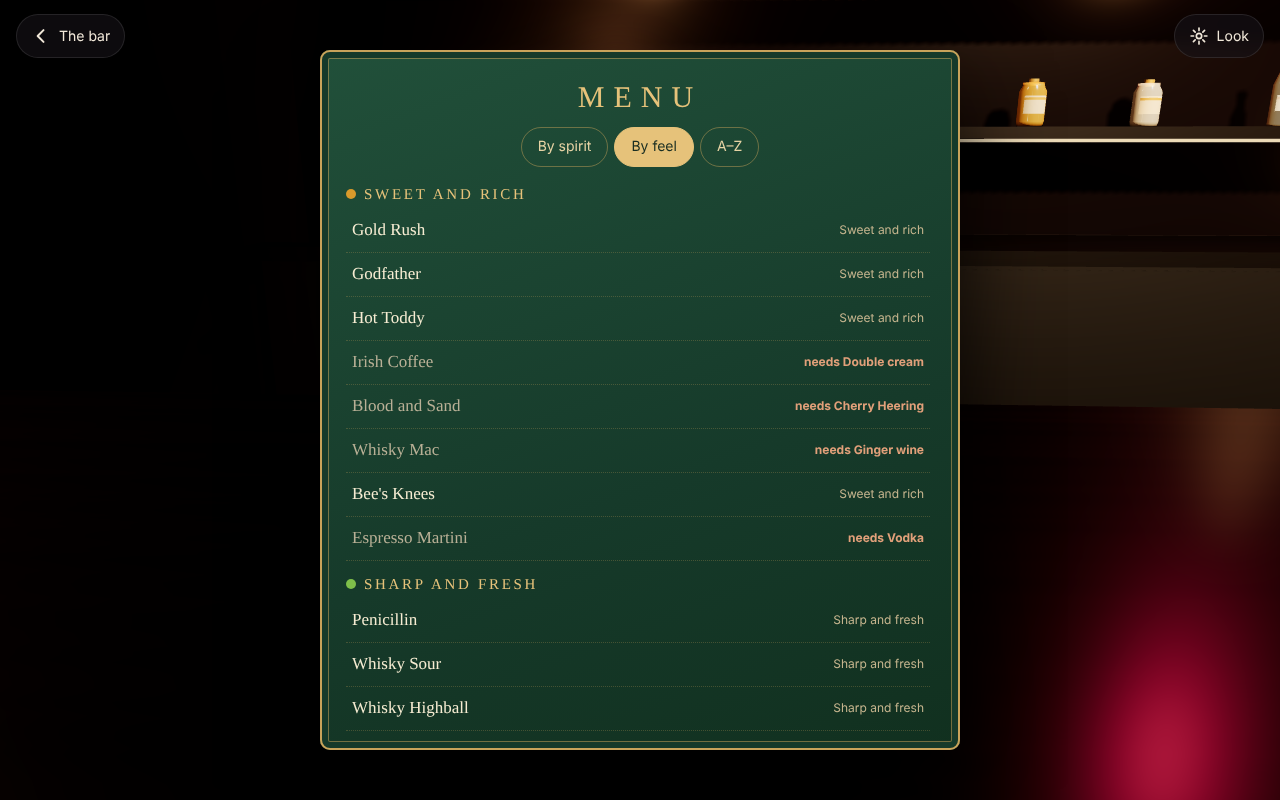 The bar
Look
MENU
By spirit
By feel
A–Z
SWEET AND RICH
Gold Rush
Sweet and rich
Godfather
Sweet and rich
Hot Toddy
Sweet and rich
Irish Coffee
needs Double cream
Blood and Sand
needs Cherry Heering
Whisky Mac
needs Ginger wine
Bee's Knees
Sweet and rich
Espresso Martini
needs Vodka
SHARP AND FRESH
Penicillin
Sharp and fresh
Whisky Sour
Sharp and fresh
Whisky Highball
Sharp and fresh